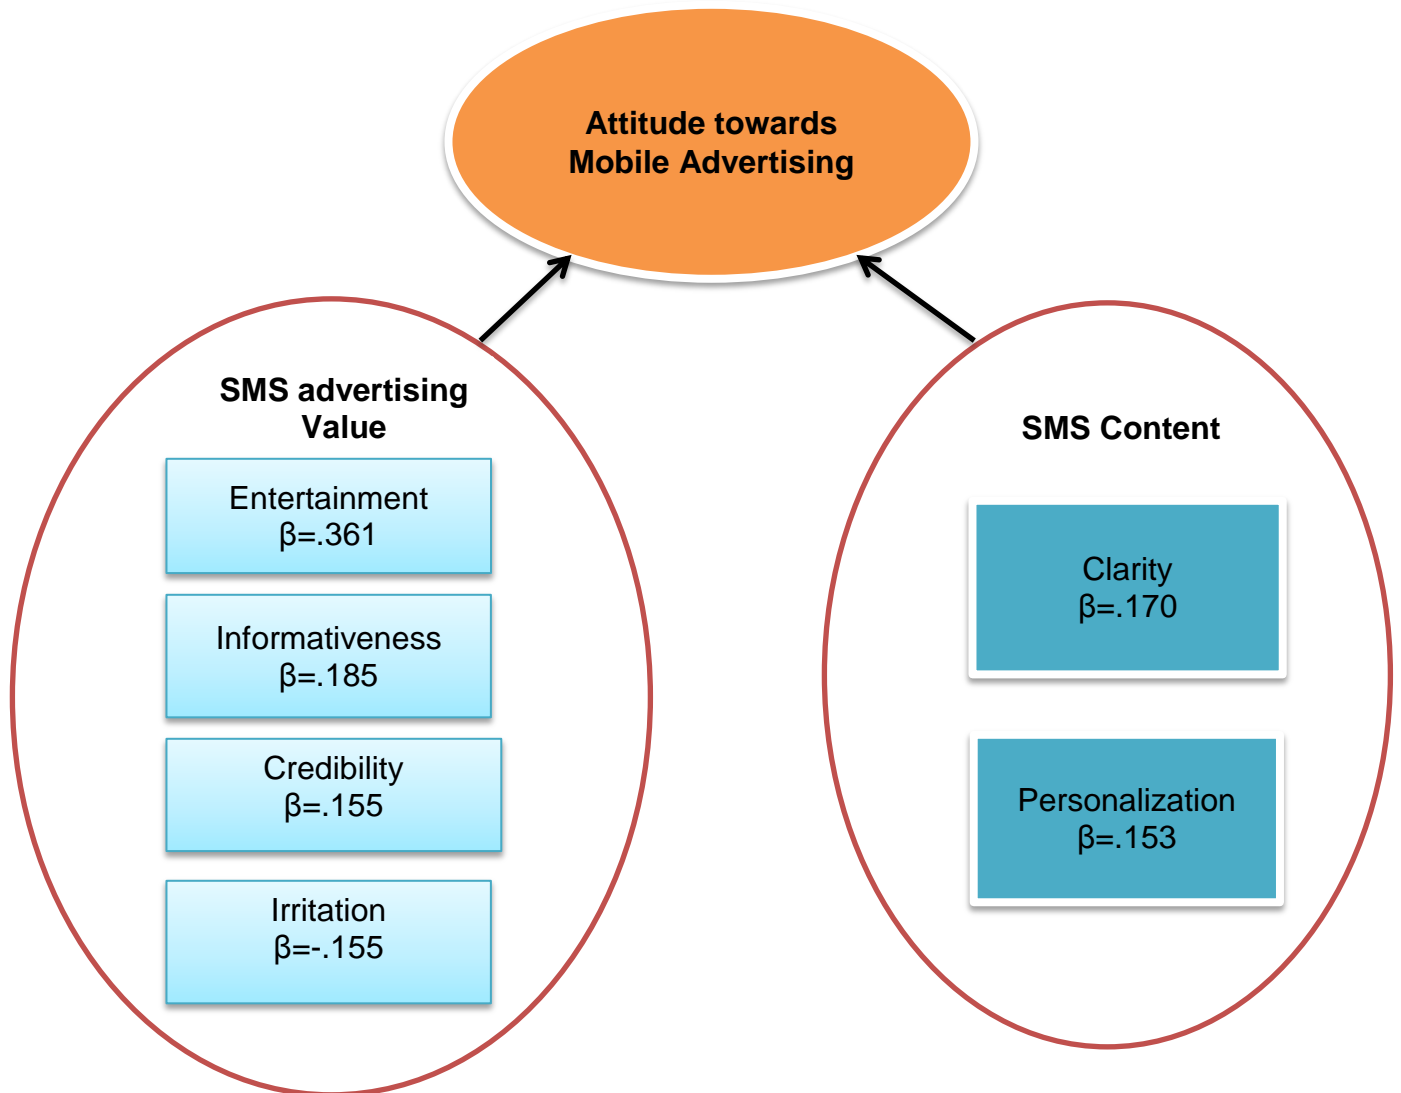 Attitude towards
Mobile Advertising
SMS advertising
Value
Entertainment
β=.361
Informativeness
β=.185
Credibility
β=.155
Irritation
β=-.155
SMS Content
Clarity
β=.170
Personalization
β=.153